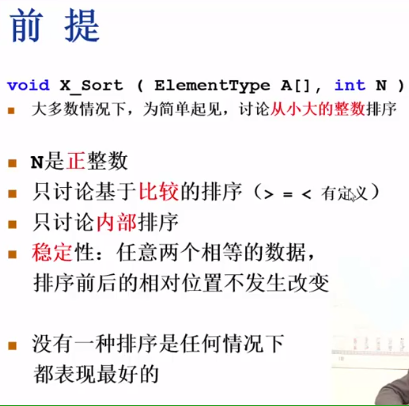 前 提
void X_Sort ( ElementType A[], int N )
大多数情况下，为简单起见，讨论从小大的整数排序
N是正整数
只讨论基于比较的排序（> = < 有定义）
只讨论内部排序
稳定性：任意两个相等的数据，
排序前后的相对位置不发生改变
没有一种排序是任何情况下
都表现最好的